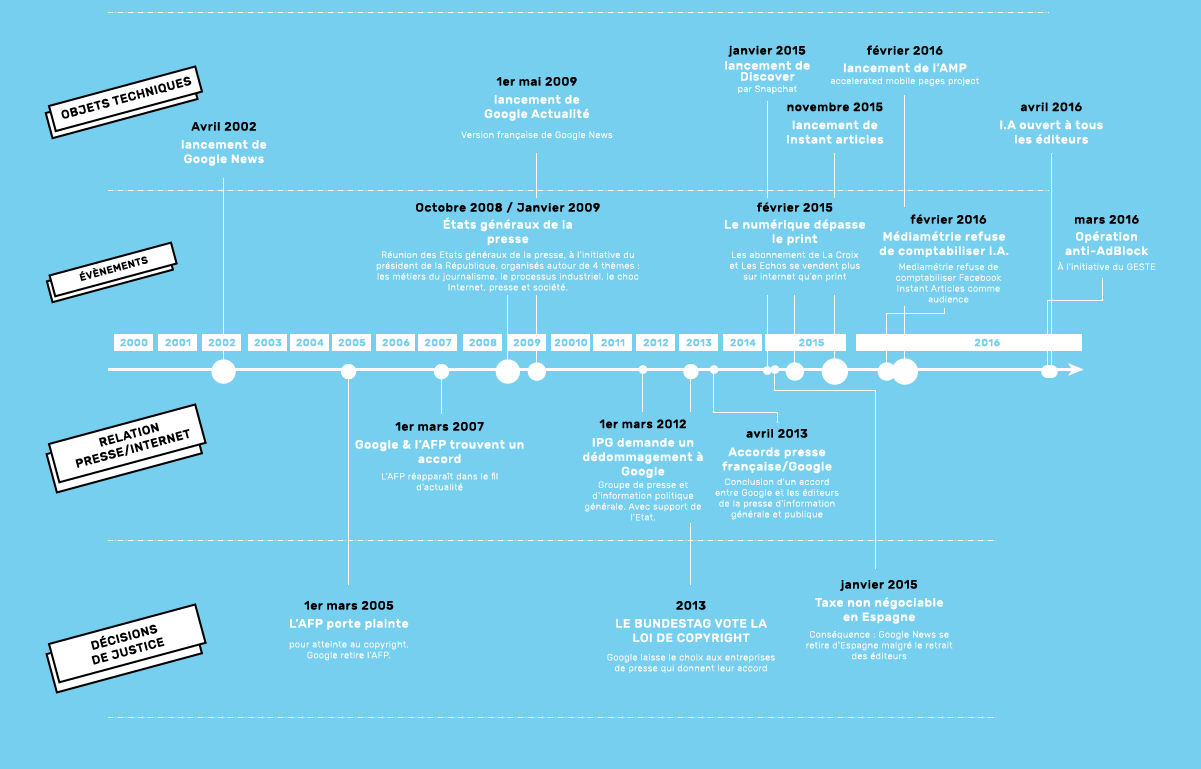 OBJETS TECHNIQUES
Avril 2002
lancement de
Google News
1er mai 2009
lancement de
Google Actualité
Version française de Google News
janvier 2015
lancement de
Discover
par Snapchat
novembre 2015
lancement de
Instant articles
février 2016
lancement de l'AMP
accelerated mobile pages project
avril 2016
I.A ouvert à tous
les éditeurs
ÉVÈNEMENTS
Octobre 2008 / Janvier 2009
États généraux de la
presse
Réunion des Etats généraux de la presse, à l'initiative du
président de la République, organisés autour de 4 thèmes :
les métiers du journalisme, le processus industriel, le choc
Internet, presse et société.
février 2015
Le numérique dépasse
le print
Les abonnement de La Croix
et Les Echos se vendent plus
sur internet qu'en print
février 2016
Médiamétrie refuse
de comptabiliser I.A.
Mediamétrie refuse de
comptabiliser Facebook
Instant Articles comme
audience
mars 2016
Opération
anti-AdBlock
À l'initiative du GESTE
2000 2001 2002 2003 2004 2005 2006 2007 2008 2009 20010 2011 2012 2013 2014 2015 2016
RELATION
PRESSE/INTERNET
1er mars 2007
Google & l'AFP trouvent un
accord
L'AFP réapparaît dans le fil
d'actualité
1er mars 2012
IPG demande un
dédommagement à
Google
Groupe de presse et
d'information politique
générale. Avec support de
l'Etat.
avril 2013
Accords presse
française/Google
Conclusion d'un accord
entre Google et les éditeurs
de la presse d'information
générale et publique
DÉCISIONS
DE JUSTICE
1er mars 2005
L'AFP porte plainte
pour atteinte au copyright,
Google retire l'AFP.
2013
LE BUNDESTAG VOTE LA
LOI DE COPYRIGHT
Google laisse le choix aux entreprises
de presse qui donnent leur accord
janvier 2015
Taxe non négociable
en Espagne
Conséquence : Google News se
retire d'Espagne malgré le retrait
des éditeurs